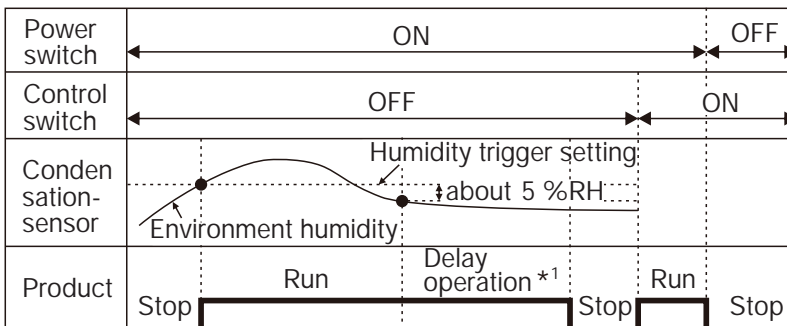 Power
switch
ON
OFF
Control
switch
OFF
ON
Conden
sation-
sensor
Humidity trigger setting
about 5 %RH
Environment humidity
Product
Stop
Run
Delay
operation *1
Stop
Run
Stop